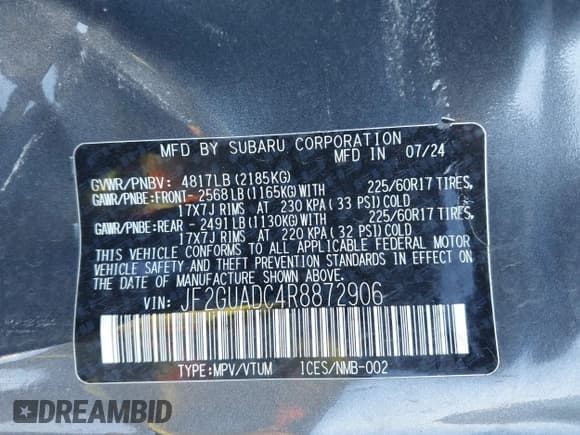 MFD BY SUBARU CORPORATION
MFD IN 07/24
GVWR/PNBV: 4817LB (2185KG)
GAWR/PNBE:FRONT- 2568LB (1165KG)WITH 225/60R17 TIRES,
17X7J RIMS AT 230 KPA ( 33 PSI) COLD
GAWR/PNBE:REAR - 2491LB (1130KG)WITH 225/60R17 TIRES,
17X7J RIMS AT 220 KPA ( 32 PSI) COLD
THIS VEHICLE CONFORMS TO ALL APPLICABLE FEDERAL MOTOR
VEHICLE SAFETY AND THEFT PREVENTION STANDARDS IN EFFECT ON
THE DATE OF MANUFACTURE SHOWN ABOVE.
VIN: JF2GUADC4R8872906
TYPE:MPV/VTUM ICES/NMB-002
DREAMBID